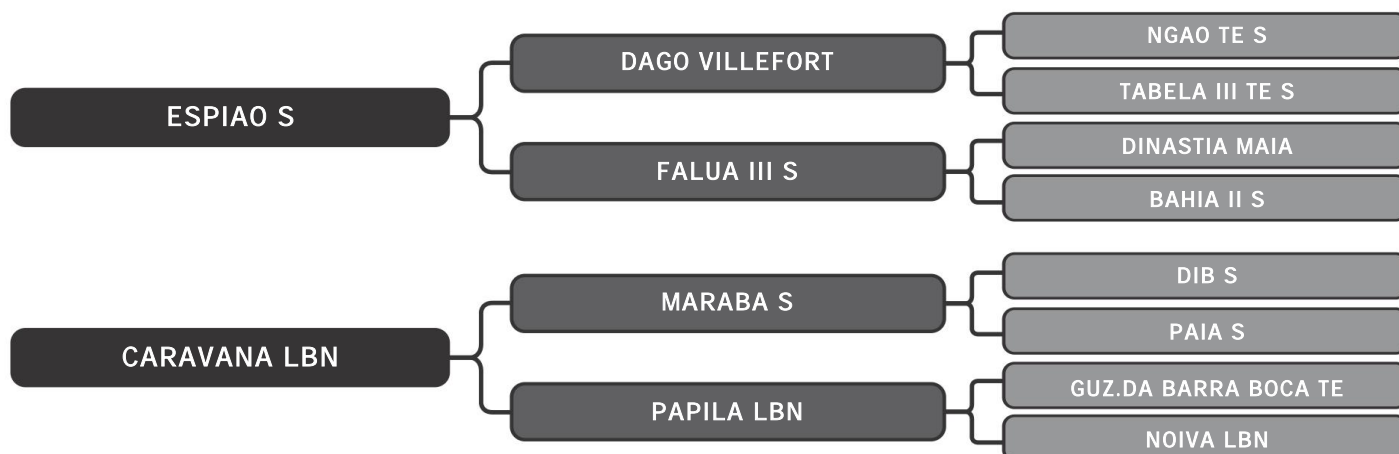 ESPIAO S
DAGO VILLEFORT
NGAO TE S
TABELA III TE S
FALUA III S
DINASTIA MAIA
BAHIA II S
CARAVANA LBN
MARABA S
DIB S
PAIA S
PAPILA LBN
GUZ.DA BARRA BOCA TE
NOIVA LBN